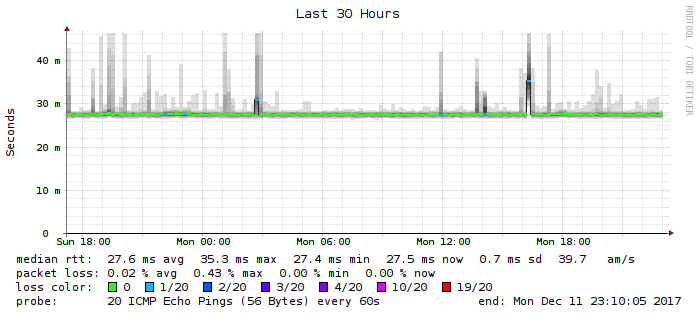 Last 30 Hours
RRDTOOL / TOBI OETIKER
Seconds
40 m
30 m
20 m
10 m
0
Sun 18:00 Mon 00:00 Mon 06:00 Mon 12:00 Mon 18:00
median rtt: 27.6 ms avg 35.3 ms max 27.4 ms min 27.5 ms now 0.7 ms sd 39.7 am/s
packet loss: 0.02 % avg 0.43 % max 0.00 % min 0.00 % now
loss color: 0 1/20 2/20 3/20 4/20 10/20 19/20
probe: 20 ICMP Echo Pings (56 Bytes) every 60s end: Mon Dec 11 23:10:05 2017